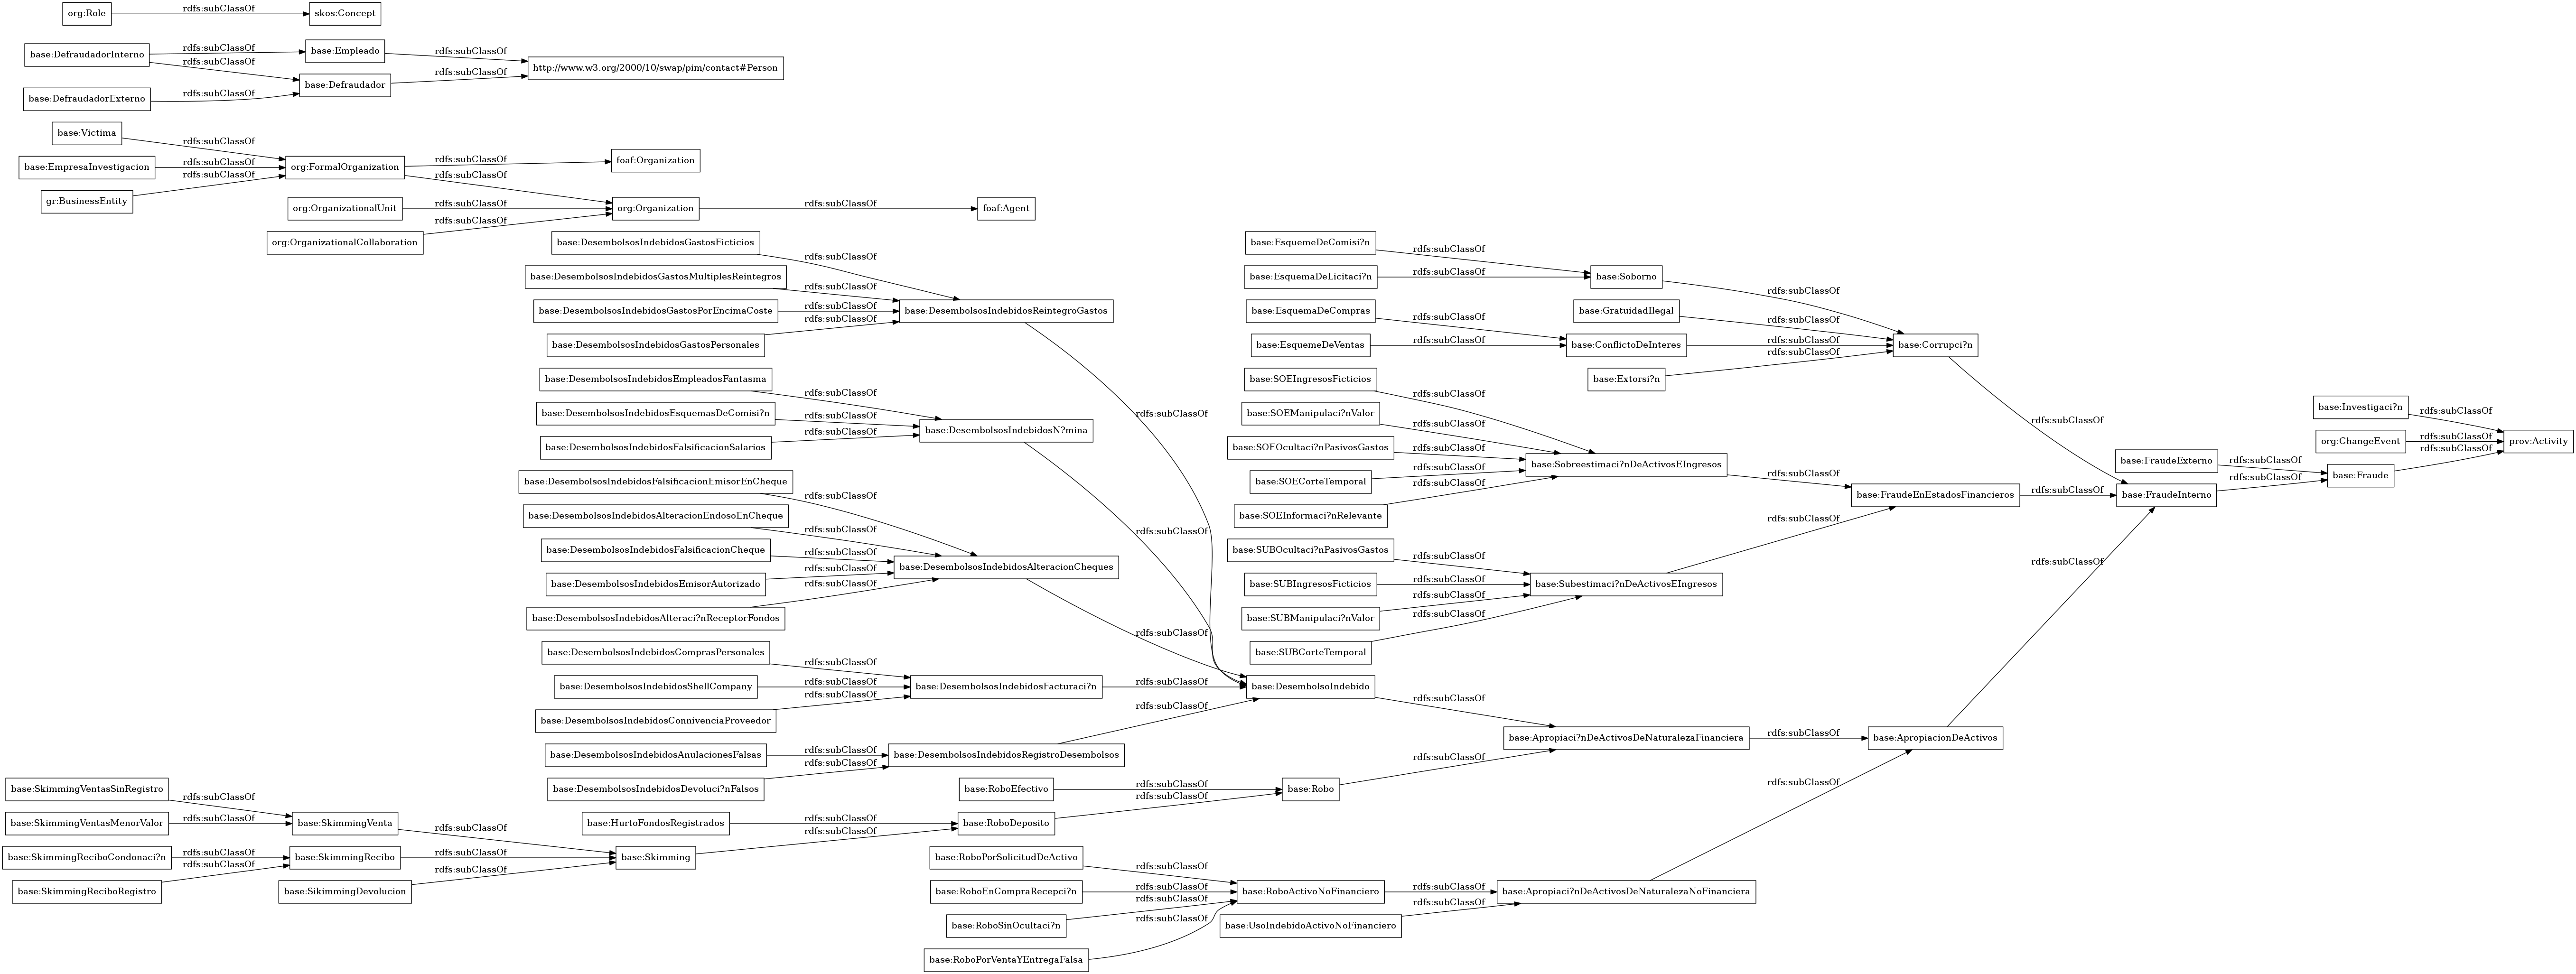 org:Role
rdfs:subClassOf
skos:Concept
base:DefraudadorInterno
rdfs:subClassOf
base:Empleado
rdfs:subClassOf
rdfs:subClassOf
http://www.w3.org/2000/10/swap/pim/contact#Person
rdfs:subClassOf
base:Defraudador
base:DefraudadorExterno
rdfs:subClassOf
base:Victima
rdfs:subClassOf
base:EmpresaInvestigacion
rdfs:subClassOf
org:FormalOrganization
rdfs:subClassOf
foaf:Organization
rdfs:subClassOf
gr:BusinessEntity
rdfs:subClassOf
org:OrganizationalUnit
rdfs:subClassOf
org:Organization
rdfs:subClassOf
foaf:Agent
org:OrganizationalCollaboration
rdfs:subClassOf
base:DesembolsosIndebidosGastosFicticios
rdfs:subClassOf
base:DesembolsosIndebidosGastosMultiplesReintegros
rdfs:subClassOf
base:DesembolsosIndebidosGastosPorEncimaCoste
rdfs:subClassOf
base:DesembolsosIndebidosReintegroGastos
rdfs:subClassOf
base:DesembolsosIndebidosGastosPersonales
rdfs:subClassOf
base:DesembolsosIndebidosEmpleadosFantasma
rdfs:subClassOf
base:DesembolsosIndebidosEsquemasDeComisi?n
rdfs:subClassOf
base:DesembolsosIndebidosN?mina
rdfs:subClassOf
base:DesembolsosIndebidosFalsificacionSalarios
rdfs:subClassOf
base:DesembolsosIndebidosFalsificacionEmisorEnCheque
rdfs:subClassOf
base:DesembolsosIndebidosAlteracionEndosoEnCheque
rdfs:subClassOf
base:DesembolsosIndebidosFalsificacionCheque
rdfs:subClassOf
base:DesembolsosIndebidosAlteracionCheques
rdfs:subClassOf
base:DesembolsosIndebidosEmisorAutorizado
rdfs:subClassOf
base:DesembolsosIndebidosAlteraci?nReceptorFondos
rdfs:subClassOf
base:DesembolsosIndebidosComprasPersonales
rdfs:subClassOf
base:DesembolsosIndebidosShellCompany
rdfs:subClassOf
base:DesembolsosIndebidosFacturaci?n
rdfs:subClassOf
base:DesembolsoIndebido
rdfs:subClassOf
base:DesembolsosIndebidosConnivenciaProveedor
rdfs:subClassOf
base:DesembolsosIndebidosAnulacionesFalsas
rdfs:subClassOf
base:DesembolsosIndebidosRegistroDesembolsos
rdfs:subClassOf
base:DesembolsosIndebidosDevoluci?nFalsos
rdfs:subClassOf
base:SkimmingVentasSinRegistro
rdfs:subClassOf
base:SkimmingVentasMenorValor
rdfs:subClassOf
base:SkimmingVenta
rdfs:subClassOf
base:SkimmingReciboCondonaci?n
rdfs:subClassOf
base:SkimmingRecibo
rdfs:subClassOf
base:Skimming
rdfs:subClassOf
base:SkimmingReciboRegistro
rdfs:subClassOf
base:SikimmingDevolucion
rdfs:subClassOf
base:HurtoFondosRegistrados
rdfs:subClassOf
base:RoboDeposito
rdfs:subClassOf
base:RoboEfectivo
rdfs:subClassOf
base:Robo
rdfs:subClassOf
base:RoboPorSolicitudDeActivo
rdfs:subClassOf
base:RoboEnCompraRecepci?n
rdfs:subClassOf
base:RoboActivoNoFinanciero
rdfs:subClassOf
base:RoboSinOcultaci?n
rdfs:subClassOf
base:RoboPorVentaYEntregaFalsa
rdfs:subClassOf
base:UsoIndebidoActivoNoFinanciero
rdfs:subClassOf
base:Apropiaci?nDeActivosDeNaturalezaNoFinanciera
rdfs:subClassOf
base:Apropiaci?nDeActivosDeNaturalezaFinanciera
rdfs:subClassOf
base:ApropiacionDeActivos
rdfs:subClassOf
base:EsquemeDeComisi?n
rdfs:subClassOf
base:EsquemaDeLicitaci?n
rdfs:subClassOf
base:Soborno
rdfs:subClassOf
base:GratuidadIlegal
rdfs:subClassOf
base:EsquemaDeCompras
rdfs:subClassOf
base:EsquemeDeVentas
rdfs:subClassOf
base:ConflictoDeInteres
rdfs:subClassOf
base:Corrupci?n
rdfs:subClassOf
base:Extorsi?n
rdfs:subClassOf
base:SOEIngresosFicticios
rdfs:subClassOf
base:SOEManipulaci?nValor
rdfs:subClassOf
base:SOEOcultaci?nPasivosGastos
rdfs:subClassOf
base:Sobreestimaci?nDeActivosEIngresos
rdfs:subClassOf
base:SOECorteTemporal
rdfs:subClassOf
base:SOEInformaci?nRelevante
rdfs:subClassOf
base:SUBOcultaci?nPasivosGastos
rdfs:subClassOf
base:SUBIngresosFicticios
rdfs:subClassOf
base:Subestimaci?nDeActivosEIngresos
rdfs:subClassOf
base:SUBManipulaci?nValor
rdfs:subClassOf
base:SUBCorteTemporal
rdfs:subClassOf
base:FraudeEnEstadosFinancieros
rdfs:subClassOf
base:FraudeInterno
rdfs:subClassOf
base:FraudeExterno
rdfs:subClassOf
base:Fraude
rdfs:subClassOf
base:Investigaci?n
rdfs:subClassOf
org:ChangeEvent
rdfs:subClassOf
prov:Activity